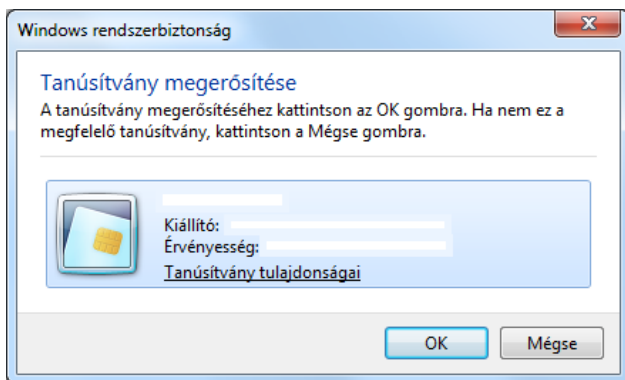 Windows rendszerbiztonság
Tanúsítvány megerősítése
A tanúsítvány megerősítéséhez kattintson az OK gombra. Ha nem ez a
megfelelő tanúsítvány, kattintson a Mégse gombra.
Kiállító:
Érvényesség:
Tanúsítvány tulajdonságai
OK
Mégse